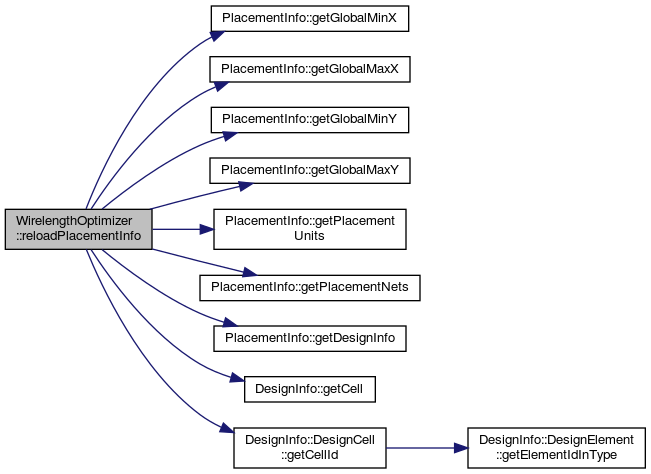 PlacementInfo::getGlobalMinX
PlacementInfo::getGlobalMaxX
PlacementInfo::getGlobalMinY
PlacementInfo::getGlobalMaxY
WirelengthOptimizer
::reloadPlacementInfo
PlacementInfo::getPlacement
Units
PlacementInfo::getPlacementNets
PlacementInfo::getDesignInfo
DesignInfo::getCell
DesignInfo::DesignCell
::getCellId
DesignInfo::DesignElement
::getElementIdInType